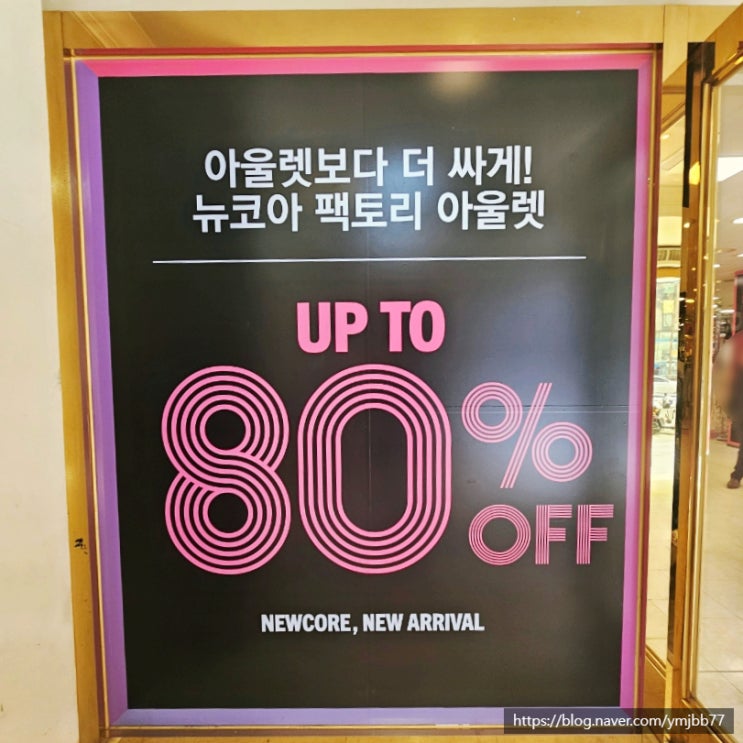 아울렛보다 더 싸게!
뉴코아 팩토리 아울렛
UP TO
80%
OFF
NEWCORE, NEW ARRIVAL
https://blog.naver.com/ymjbb77